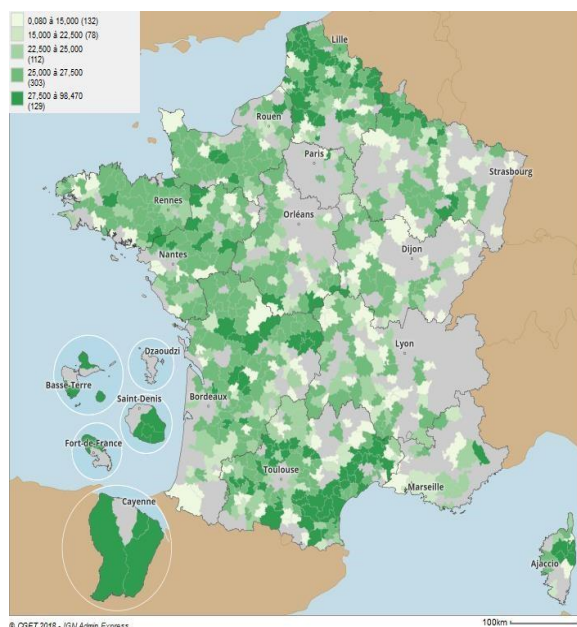 0,080 à 15,000 (132)
15,000 à 22,500 (78)
22,500 à 25,000
(112)
25,000 à 27,500
(303)
27,500 à 98,470
(129)
Lille
Rouen
Paris
Strasbourg
Rennes
Orléans
Nantes
Dijon
Lyon
Dzaoudzi
Basse-Terre
Saint-Denis
Bordeaux
Fort-de-France
Toulouse
Marseille
Cayenne
Ajaccio
100km
© CGET 2018 - IGN Admin Express